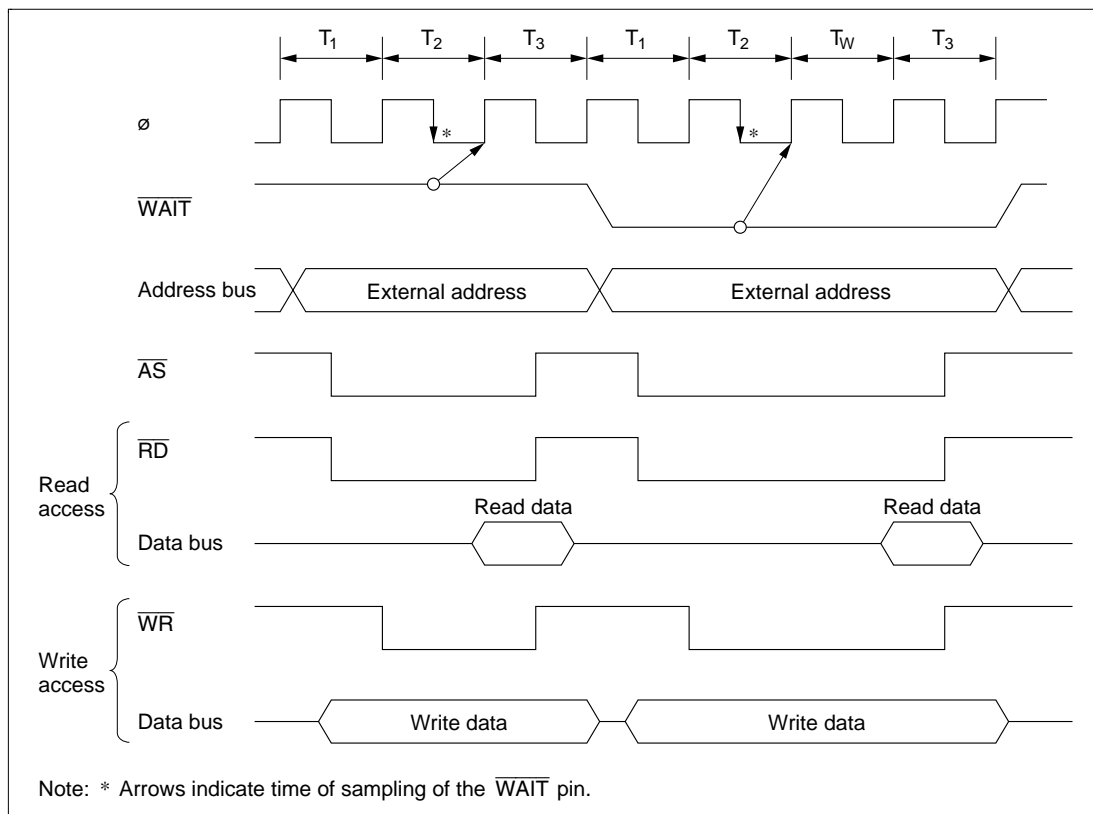 T1 T2 T3 T1 T2 TW T3
ø * *
WAIT
Address bus External address External address
AS
RD
Read access
Read data Read data
Data bus
WR
Write access
Data bus Write data Write data
Note: * Arrows indicate time of sampling of the WAIT pin.